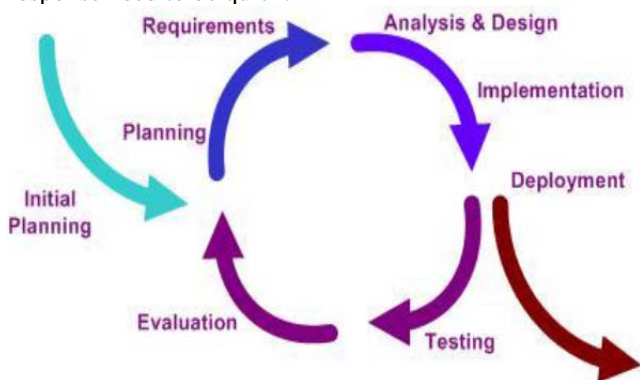 Requirements
Analysis & Design
Implementation
Planning
Deployment
Initial
Planning
Evaluation
Testing